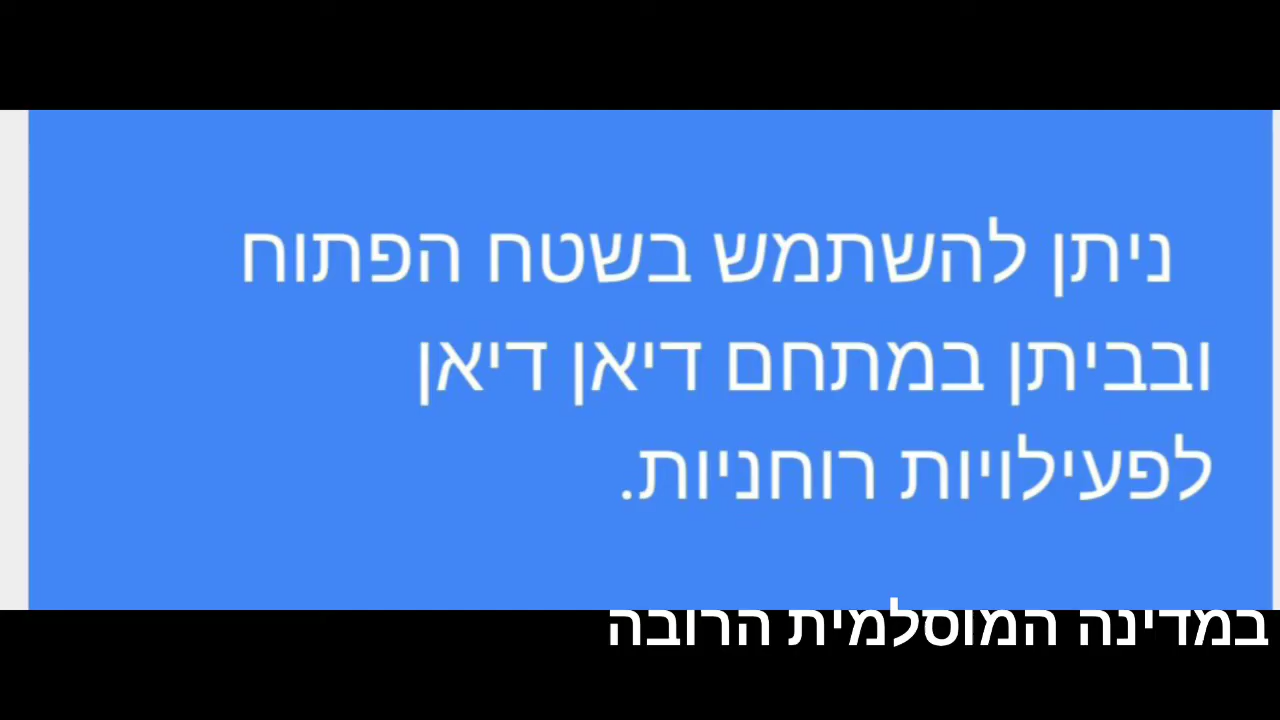 ניתן להשתמש בשטח הפתוח
ובביתן במתחם דיאן דיאן
לפעילויות רוחניות.
במדינה המוסלמית הרובה